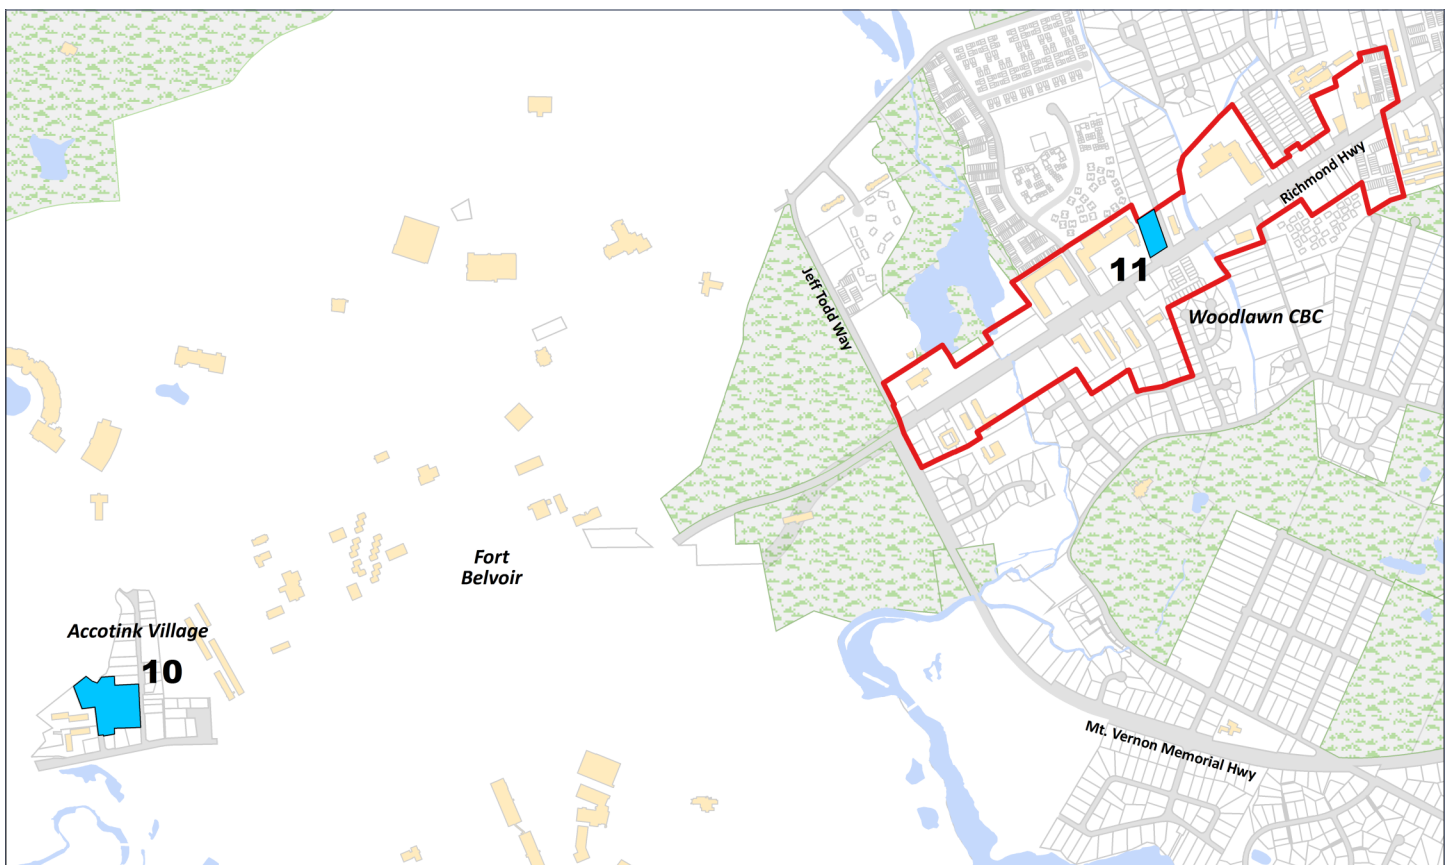 Richmond Hwy
11
Jeff Todd Way
Woodlawn CBC
Fort
Belvoir
Accotink Village
10
Mt. Vernon Memorial Hwy